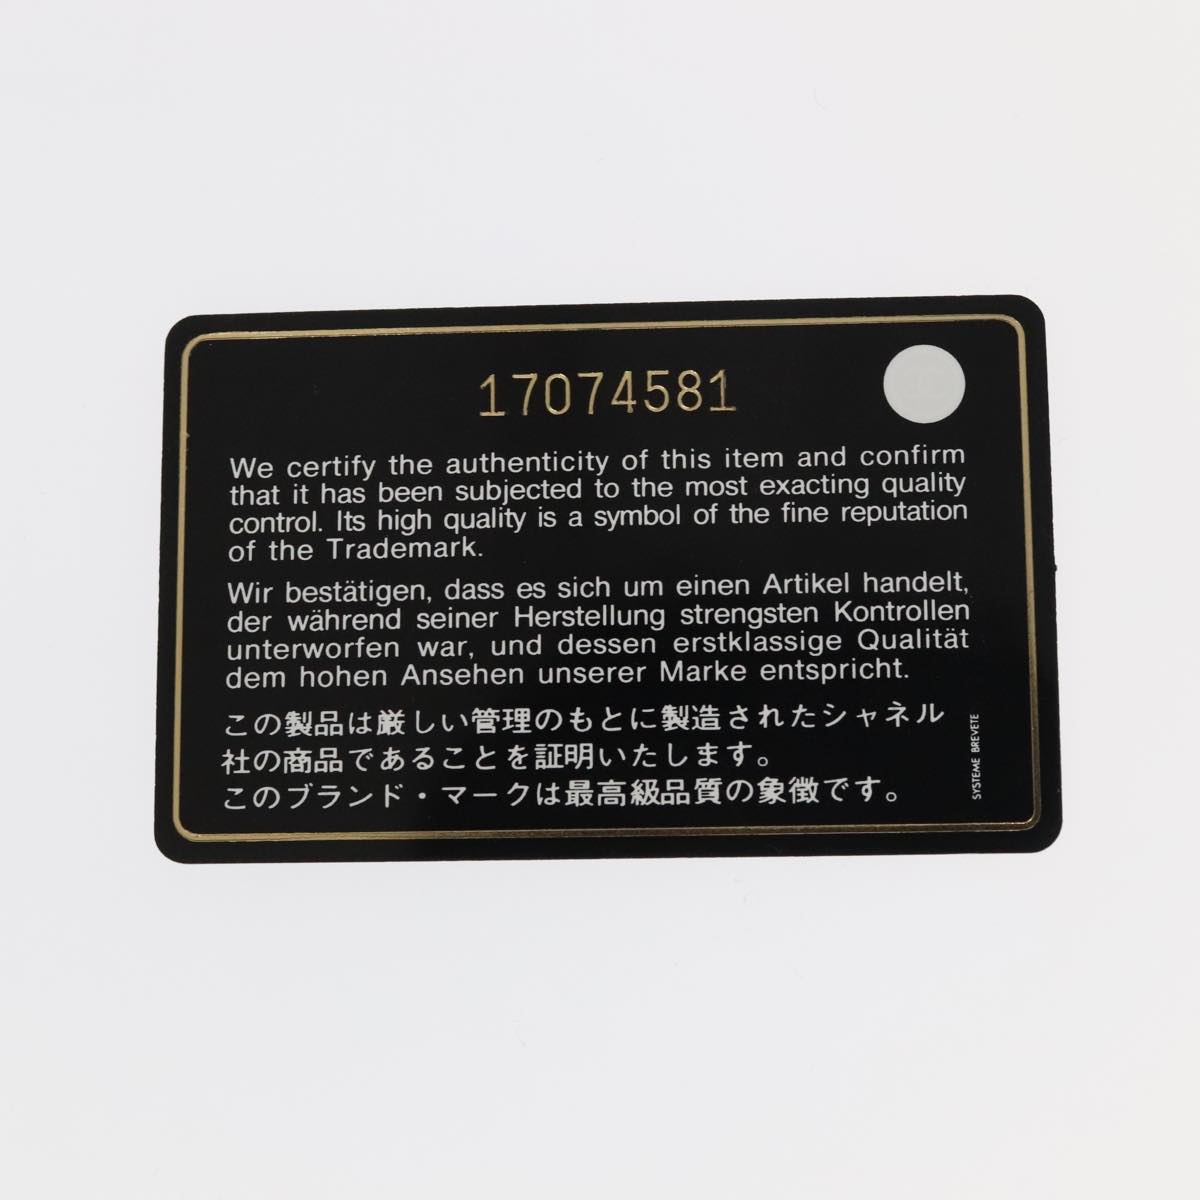 17074581
We certify the authenticity of this item and confirm
that it has been subjected to the most exacting quality
control. Its high quality is a symbol of the fine reputation
of the Trademark.
Wir bestätigen, dass es sich um einen Artikel handelt,
der während seiner Herstellung strengsten Kontrollen
unterworfen war, und dessen erstklassige Qualität
dem hohen Ansehen unserer Marke entspricht.
この製品は厳しい管理のもとに製造されたシャネル
社の商品であることを証明いたします。
このブランド・マークは最高級品質の象徴です。
SYSTEME BREVETE